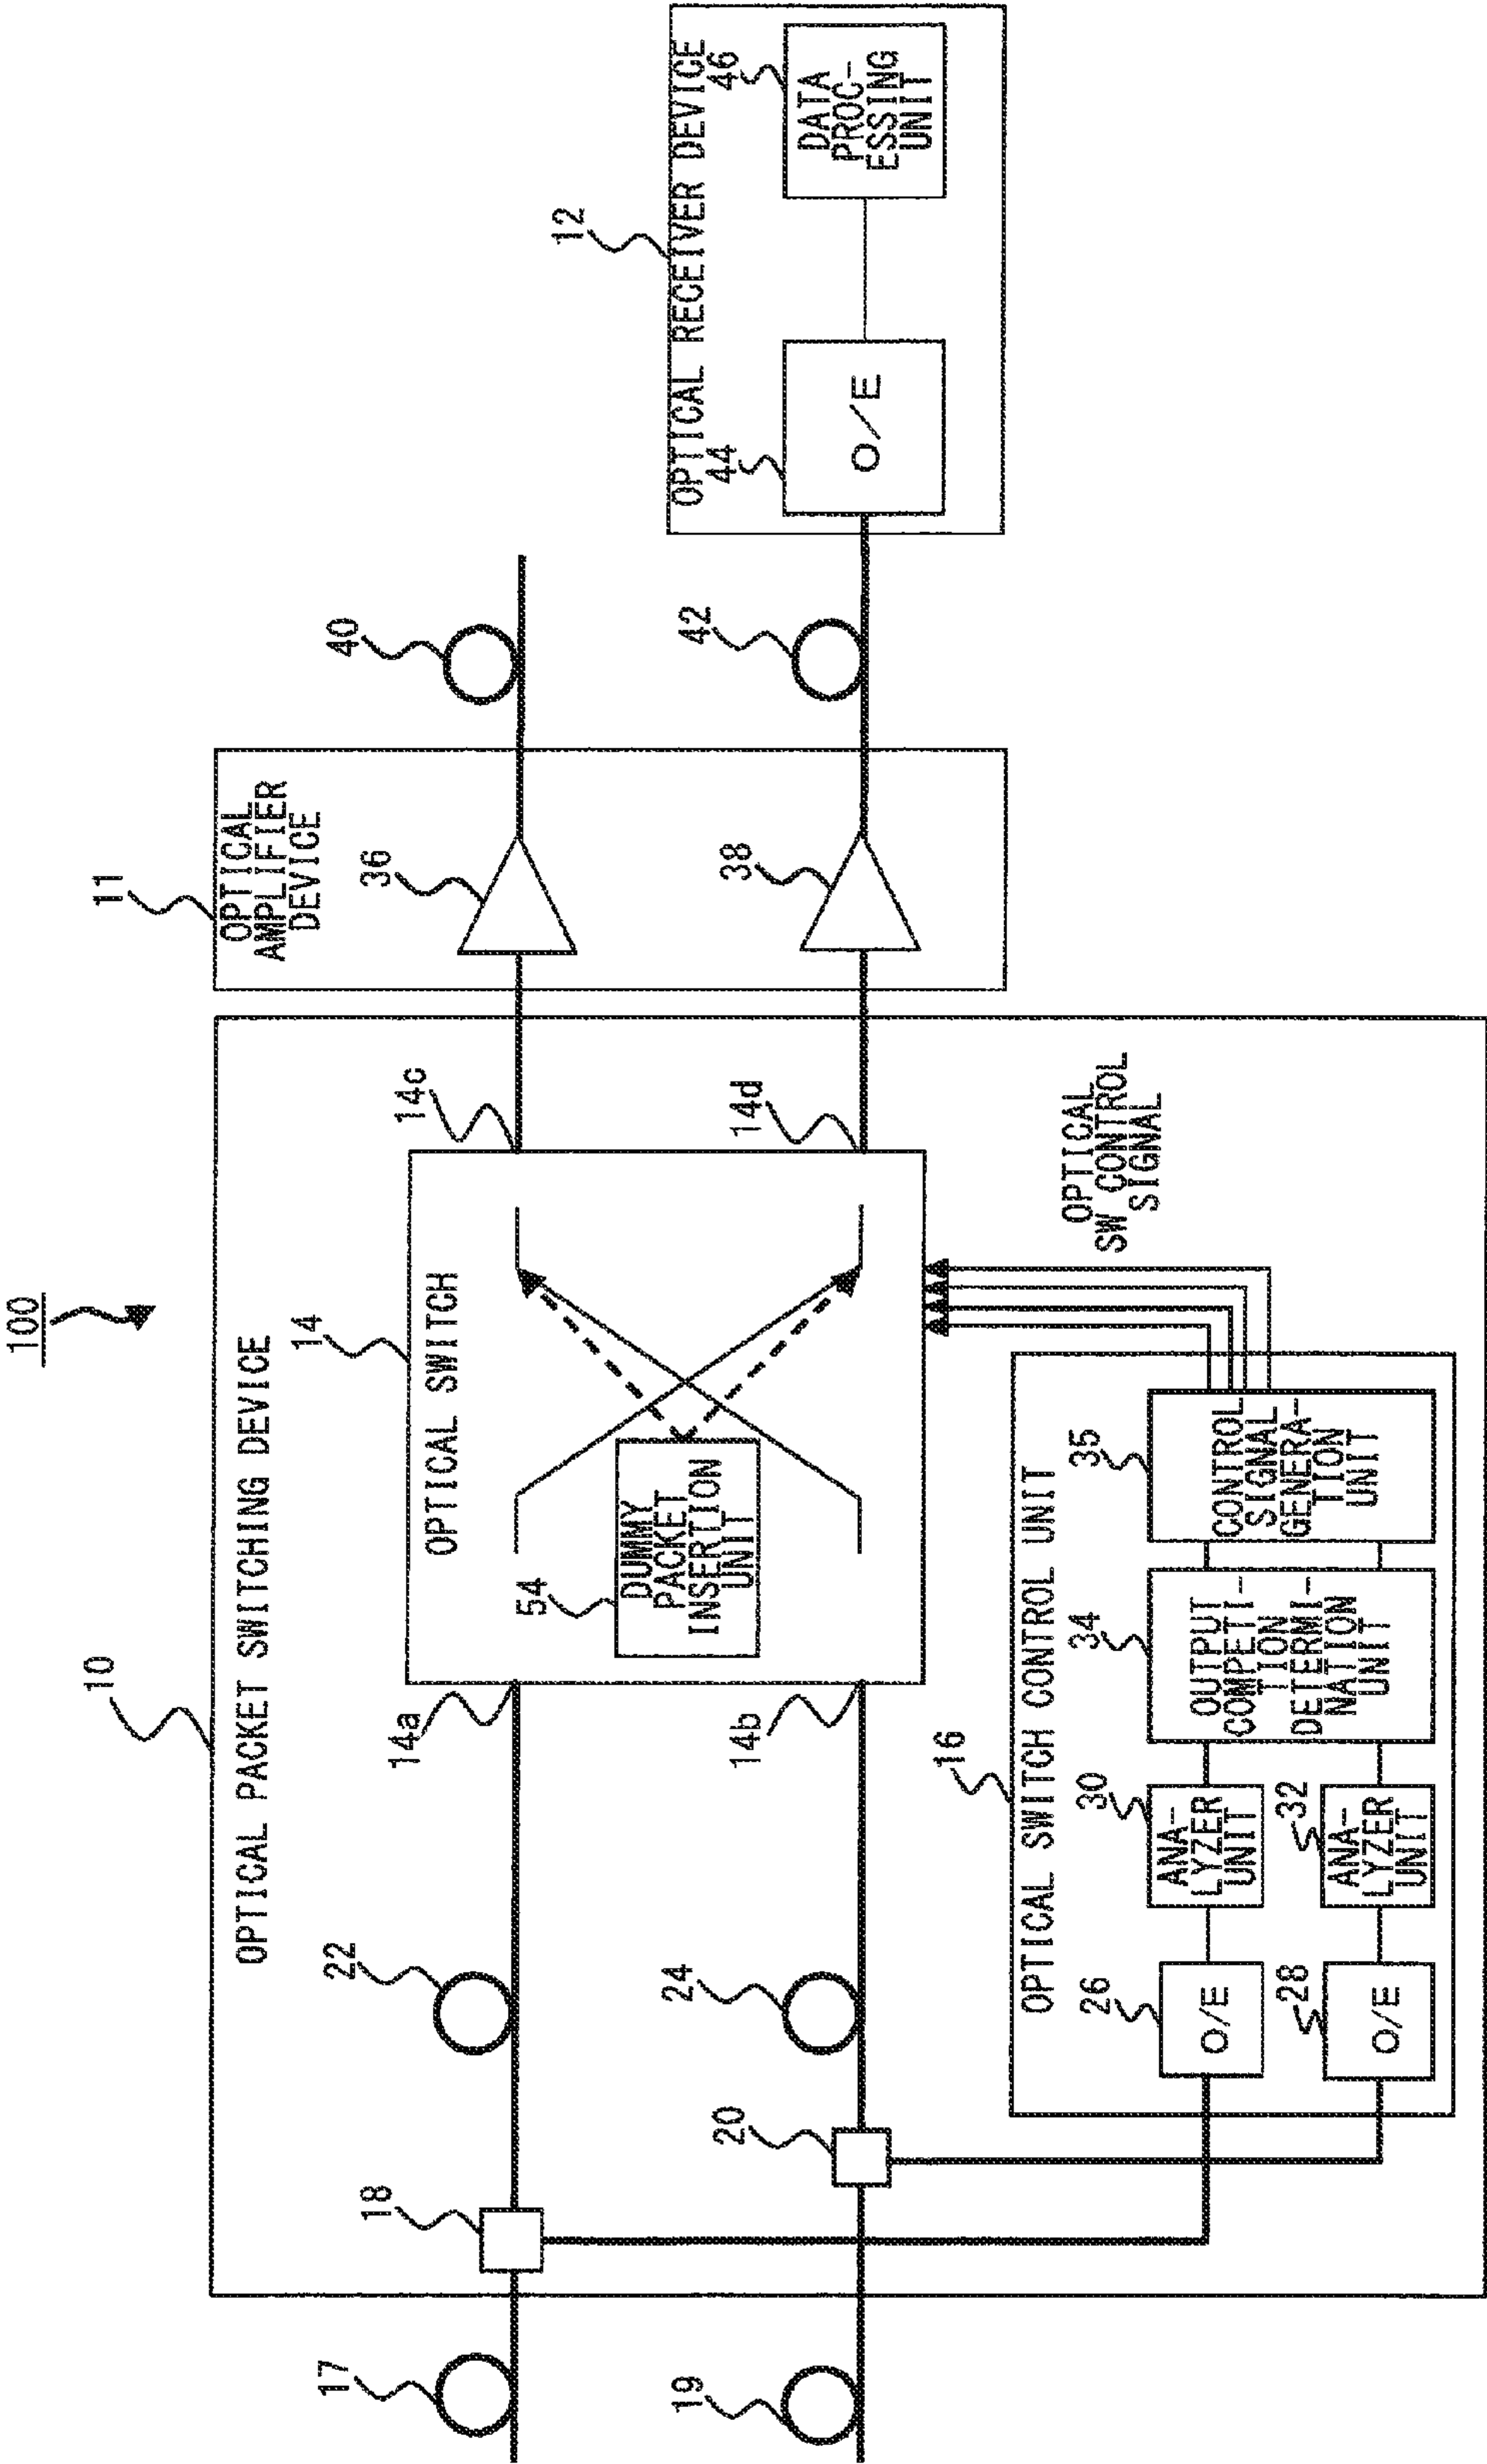 100
10
OPTICAL PACKET SWITCHING DEVICE
17
18
22
14a
14
OPTICAL SWITCH
54
DUMMY
PACKET
INSERTION
UNIT
14c
19
20
24
14b
14d
11
OPTICAL
AMPLIFIER
DEVICE
36
38
40
42
12
OPTICAL RECEIVER DEVICE
44
O/E
46
DATA
PROC-
ESSING
UNIT
OPTICAL
SW CONTROL
SIGNAL
16
OPTICAL SWITCH CONTROL UNIT
26
O/E
30
ANA-
LYZER
UNIT
34
OUTPUT
COMPETI-
TION
DETERMI-
NATION
UNIT
35
CONTROL
SIGNAL
GENERA-
TION
UNIT
28
O/E
32
ANA-
LYZER
UNIT